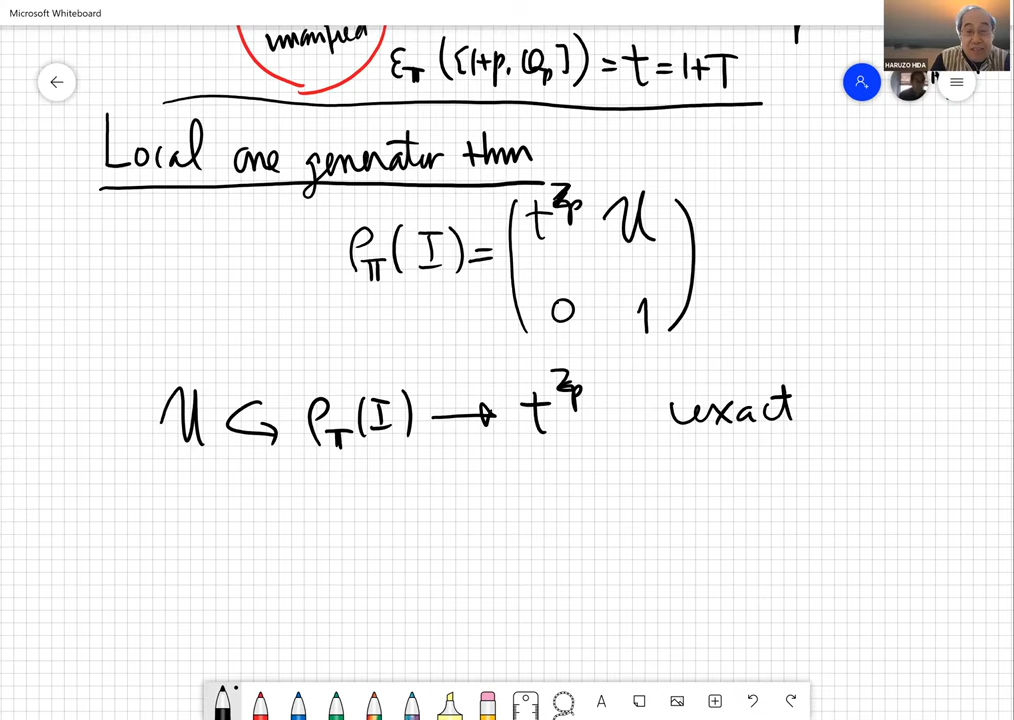 Microsoft Whiteboard
unramified
ε_𝕋([1+p, ℚ_p]) = t = 1+T
HARUZO HIDA
Local one generator thm
ρ_𝕋(I) = ( t^{ℤ_p} 𝒰
0 1 )
𝒰 ↪ ρ_𝕋(I) → t^{ℤ_p} exact
A